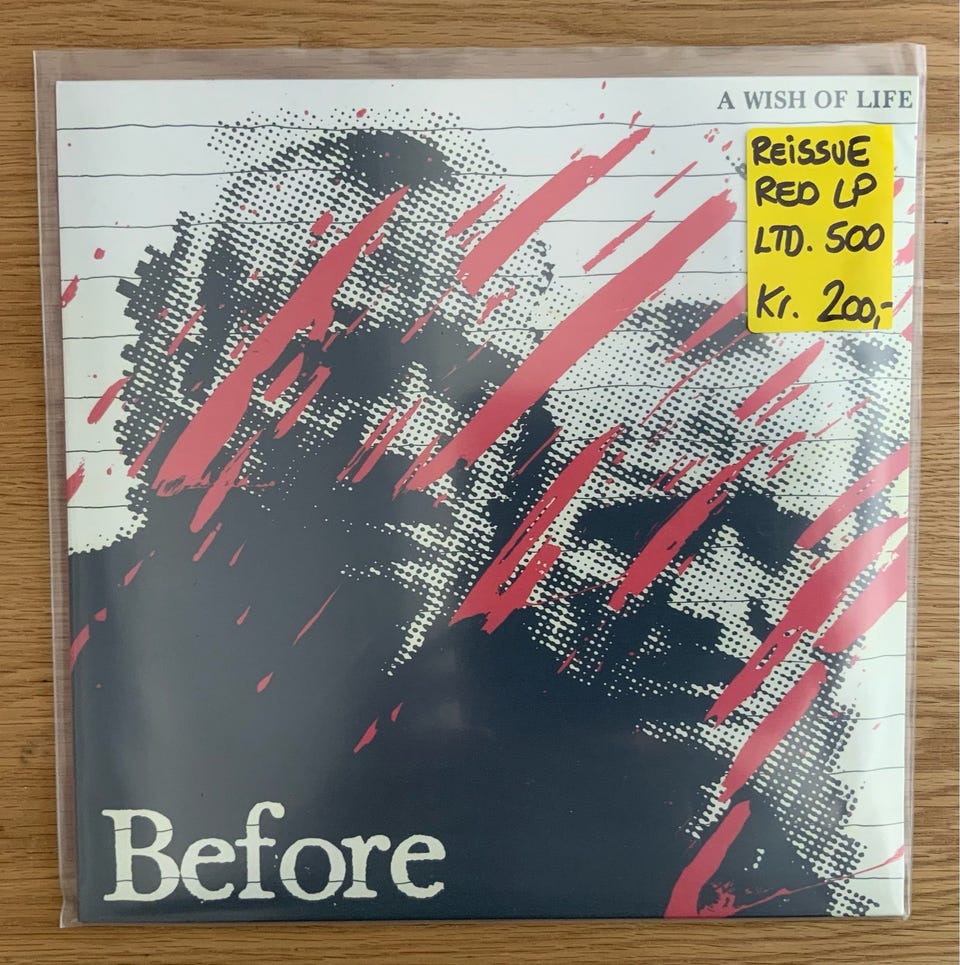 A WISH OF LIFE
REISSUE
RED LP
LTD. 500
Kr. 200,-
Before